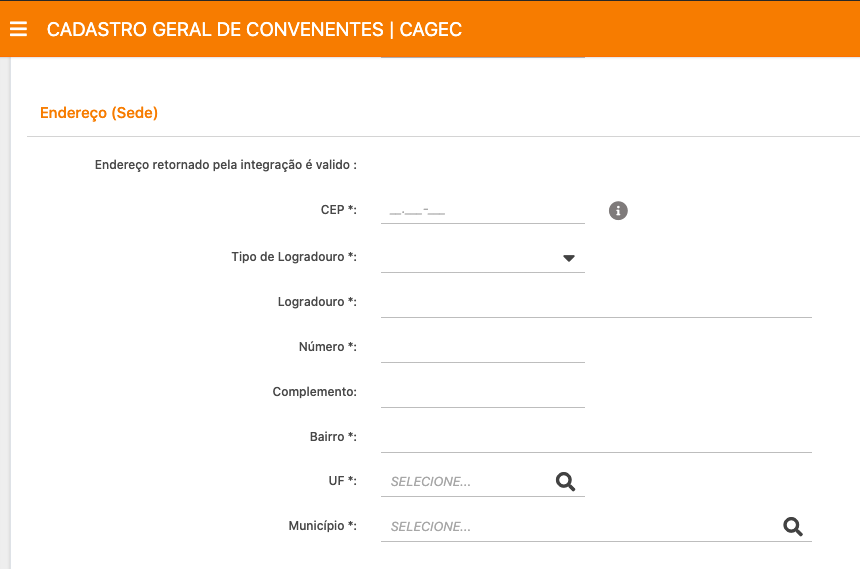 CADASTRO GERAL DE CONVENENTES | CAGEC
Endereço (Sede)
Endereço retornado pela integração é valido :
CEP *: __.___-___
Tipo de Logradouro *:
Logradouro *:
Número *:
Complemento:
Bairro *:
UF *: SELECIONE...
Município *: SELECIONE...